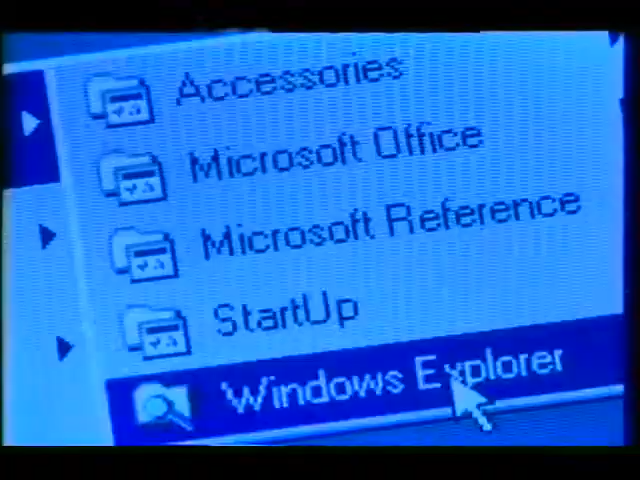 Accessories
Microsoft Office
Microsoft Reference
StartUp
Windows Explorer